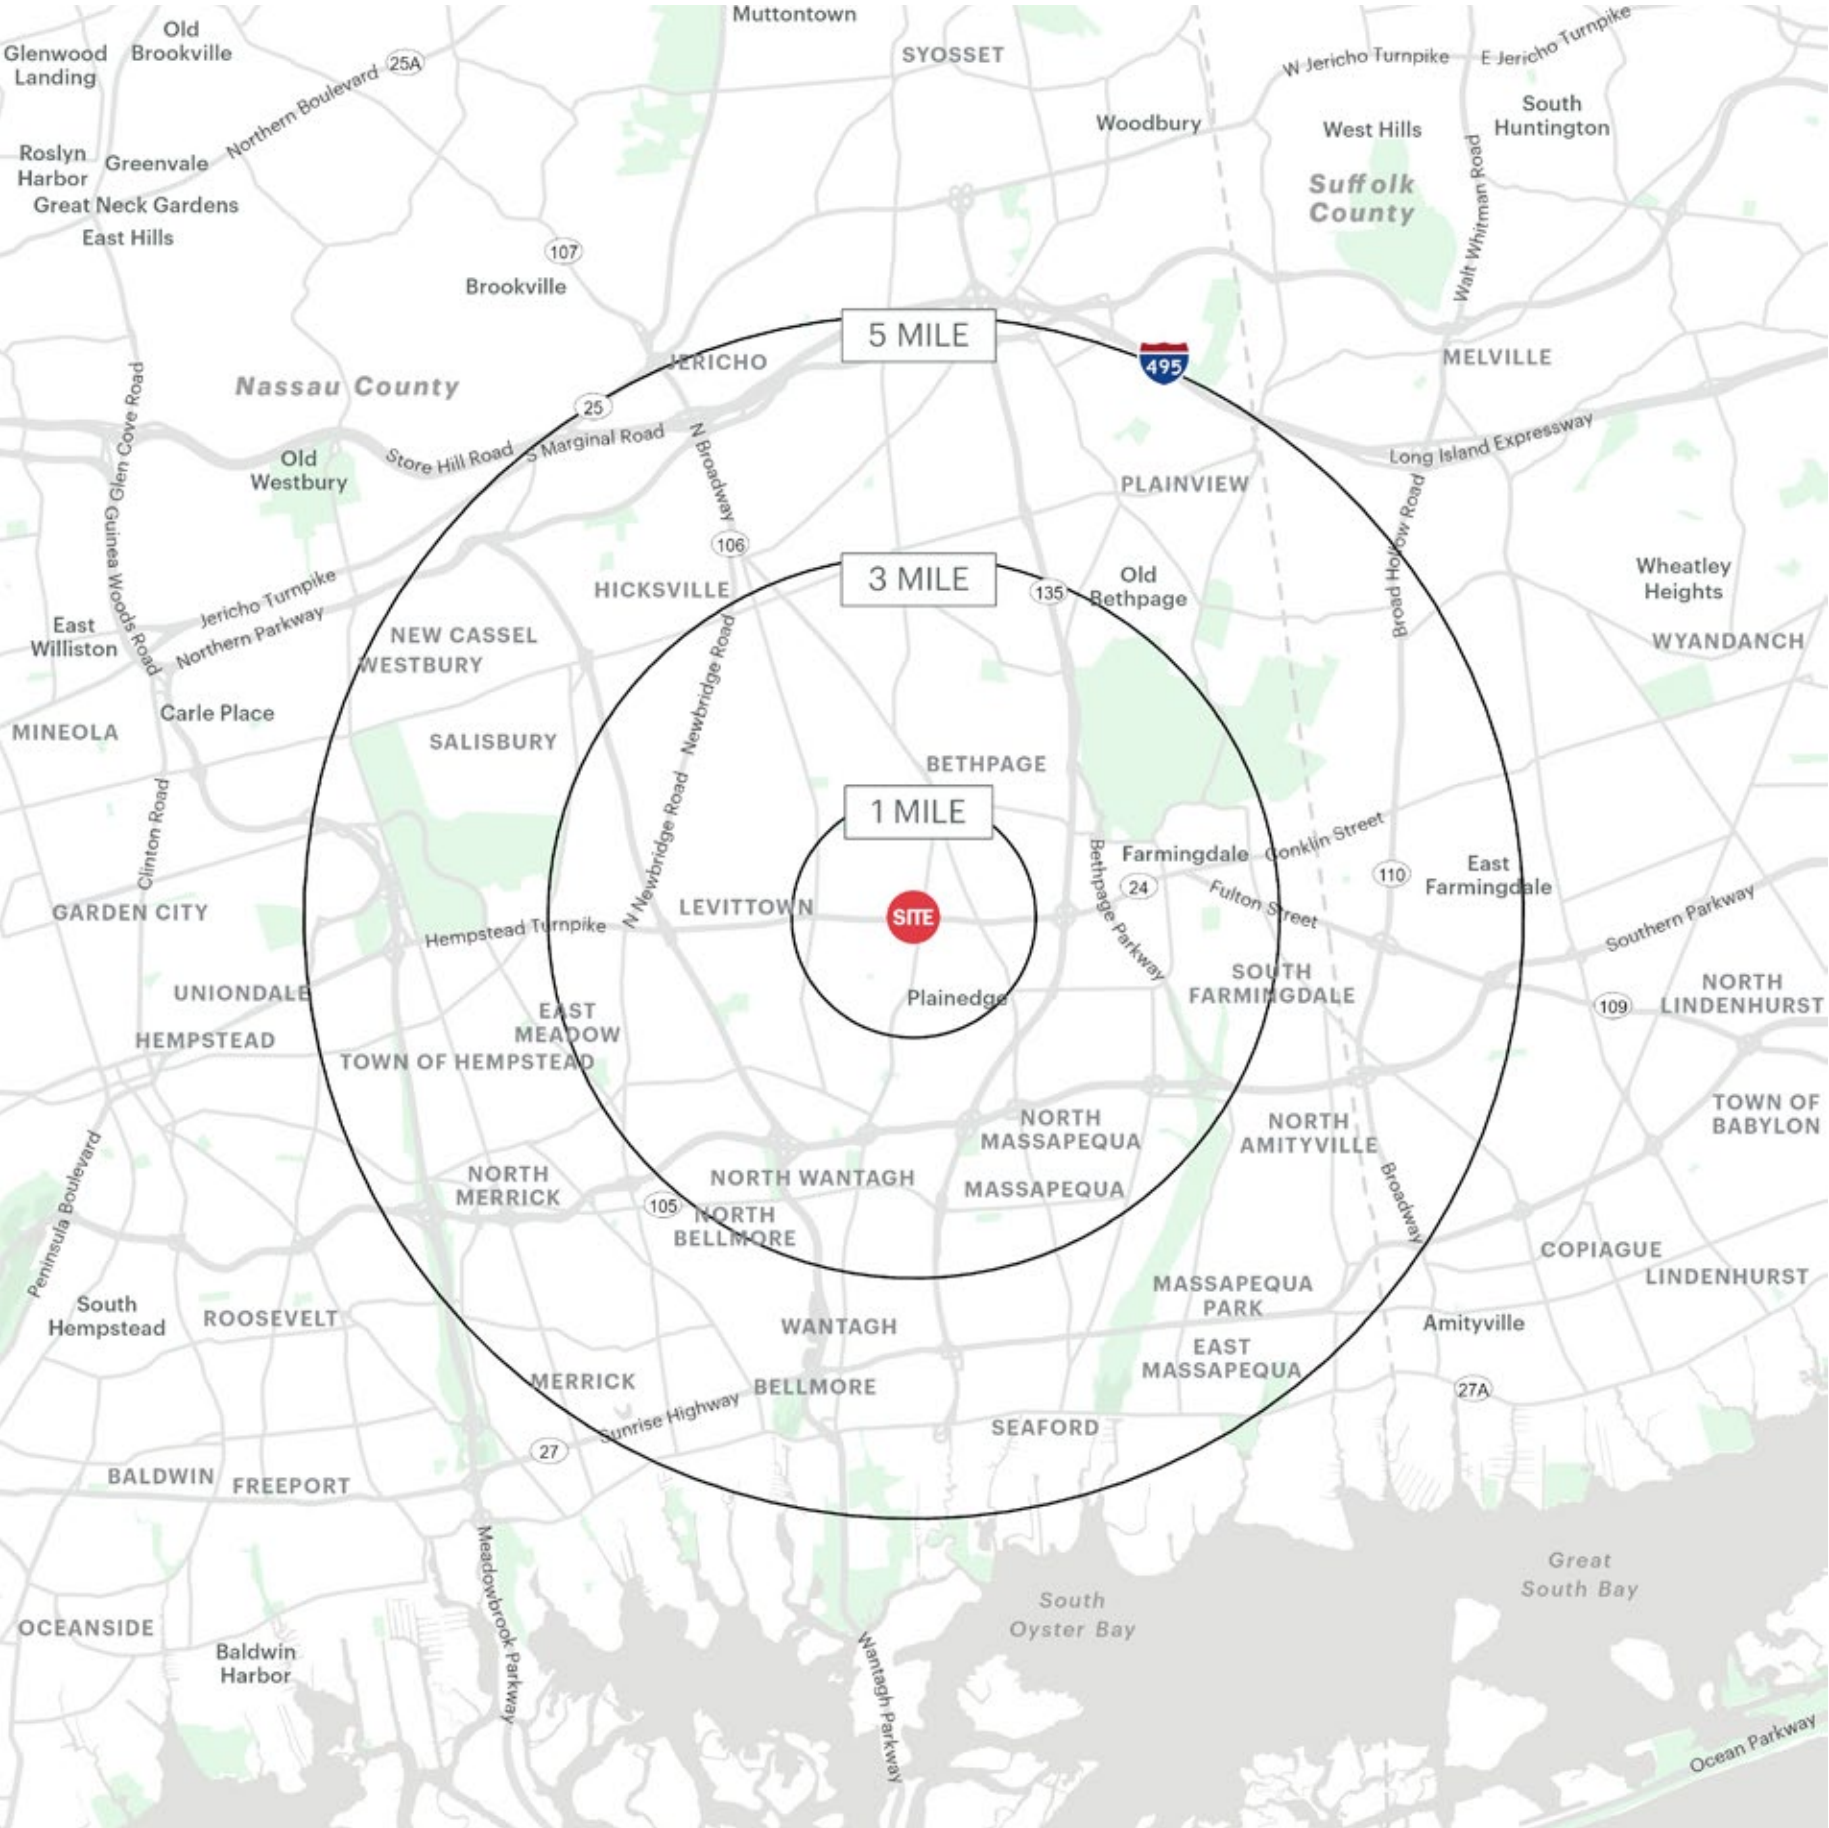 Muttontown
Old
Brookville
Glenwood
Landing
25A
Northern Boulevard
SYOSSET
W Jericho Turnpike
E Jericho Turnpike
Woodbury
West Hills
South
Huntington
Roslyn
Harbor
Greenvale
Great Neck Gardens
East Hills
Suffolk
County
Walt Whitman Road
107
Brookville
5 MILE
JERICHO
495
MELVILLE
Nassau County
25
Guinea Woods Road
Glen Cove Road
Store Hill Road
S Marginal Road
N Broadway
Long Island Expressway
Old
Westbury
PLAINVIEW
Broad Hollow Road
106
3 MILE
135
Old
Bethpage
Wheatley
Heights
HICKSVILLE
Jericho Turnpike
Northern Parkway
East
Williston
NEW CASSEL
WESTBURY
Newbridge Road
WYANDANCH
Carle Place
MINEOLA
SALISBURY
BETHPAGE
Clinton Road
N Newbridge Road
1 MILE
Bethpage Parkway
Farmingdale
Conklin Street
24
110
East
Farmingdale
Fulton Street
GARDEN CITY
LEVITTOWN
SITE
Hempstead Turnpike
Southern Parkway
UNIONDALE
Plainedge
SOUTH
FARMINGDALE
109
NORTH
LINDENHURST
EAST
MEADOW
HEMPSTEAD
TOWN OF HEMPSTEAD
NORTH
MASSAPEQUA
NORTH
AMITYVILLE
TOWN OF
BABYLON
Peninsula Boulevard
NORTH
MERRICK
NORTH WANTAGH
MASSAPEQUA
Broadway
105
NORTH
BELLMORE
COPIAGUE
LINDENHURST
MASSAPEQUA
PARK
South
Hempstead
ROOSEVELT
WANTAGH
Amityville
EAST
MASSAPEQUA
MERRICK
BELLMORE
27A
Sunrise Highway
SEAFORD
27
BALDWIN
FREEPORT
Meadowbrook Parkway
Great
South Bay
South
Oyster Bay
OCEANSIDE
Baldwin
Harbor
Wantagh Parkway
Ocean Parkway